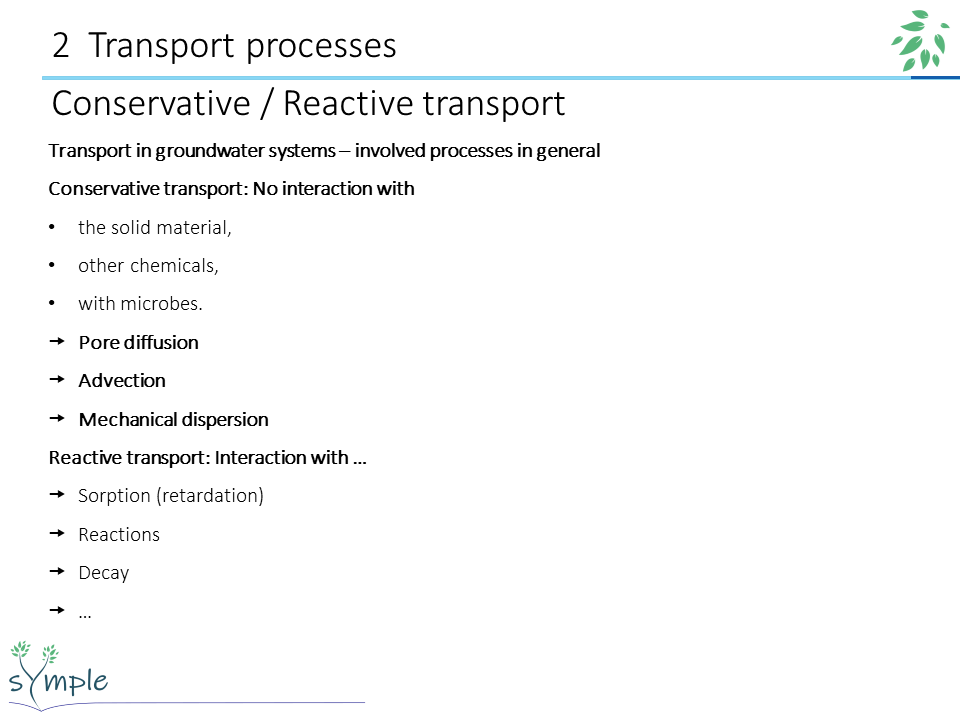 2 Transport processes
Conservative / Reactive transport
Transport in groundwater systems – involved processes in general
Conservative transport: No interaction with
• the solid material,
• other chemicals,
• with microbes.
➞ Pore diffusion
➞ Advection
➞ Mechanical dispersion
Reactive transport: Interaction with ...
➞ Sorption (retardation)
➞ Reactions
➞ Decay
➞ ...
sYmple